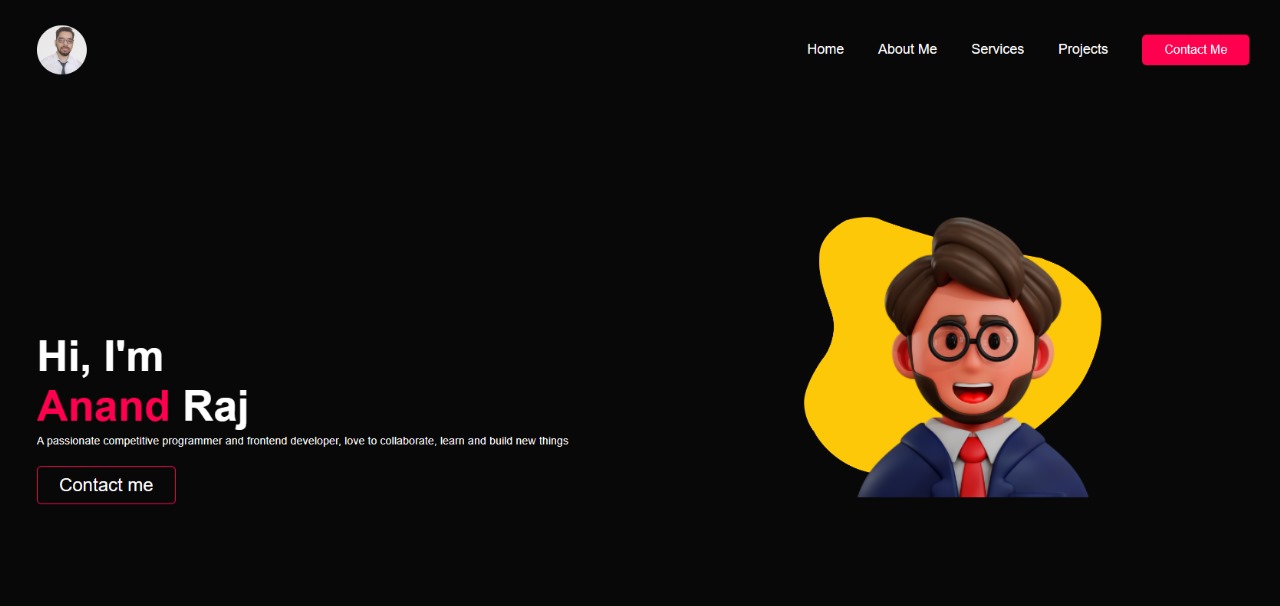 Home
About Me
Services
Projects
Contact Me
Hi, I'm
Anand Raj
A passionate competitive programmer and frontend developer, love to collaborate, learn and build new things
Contact me